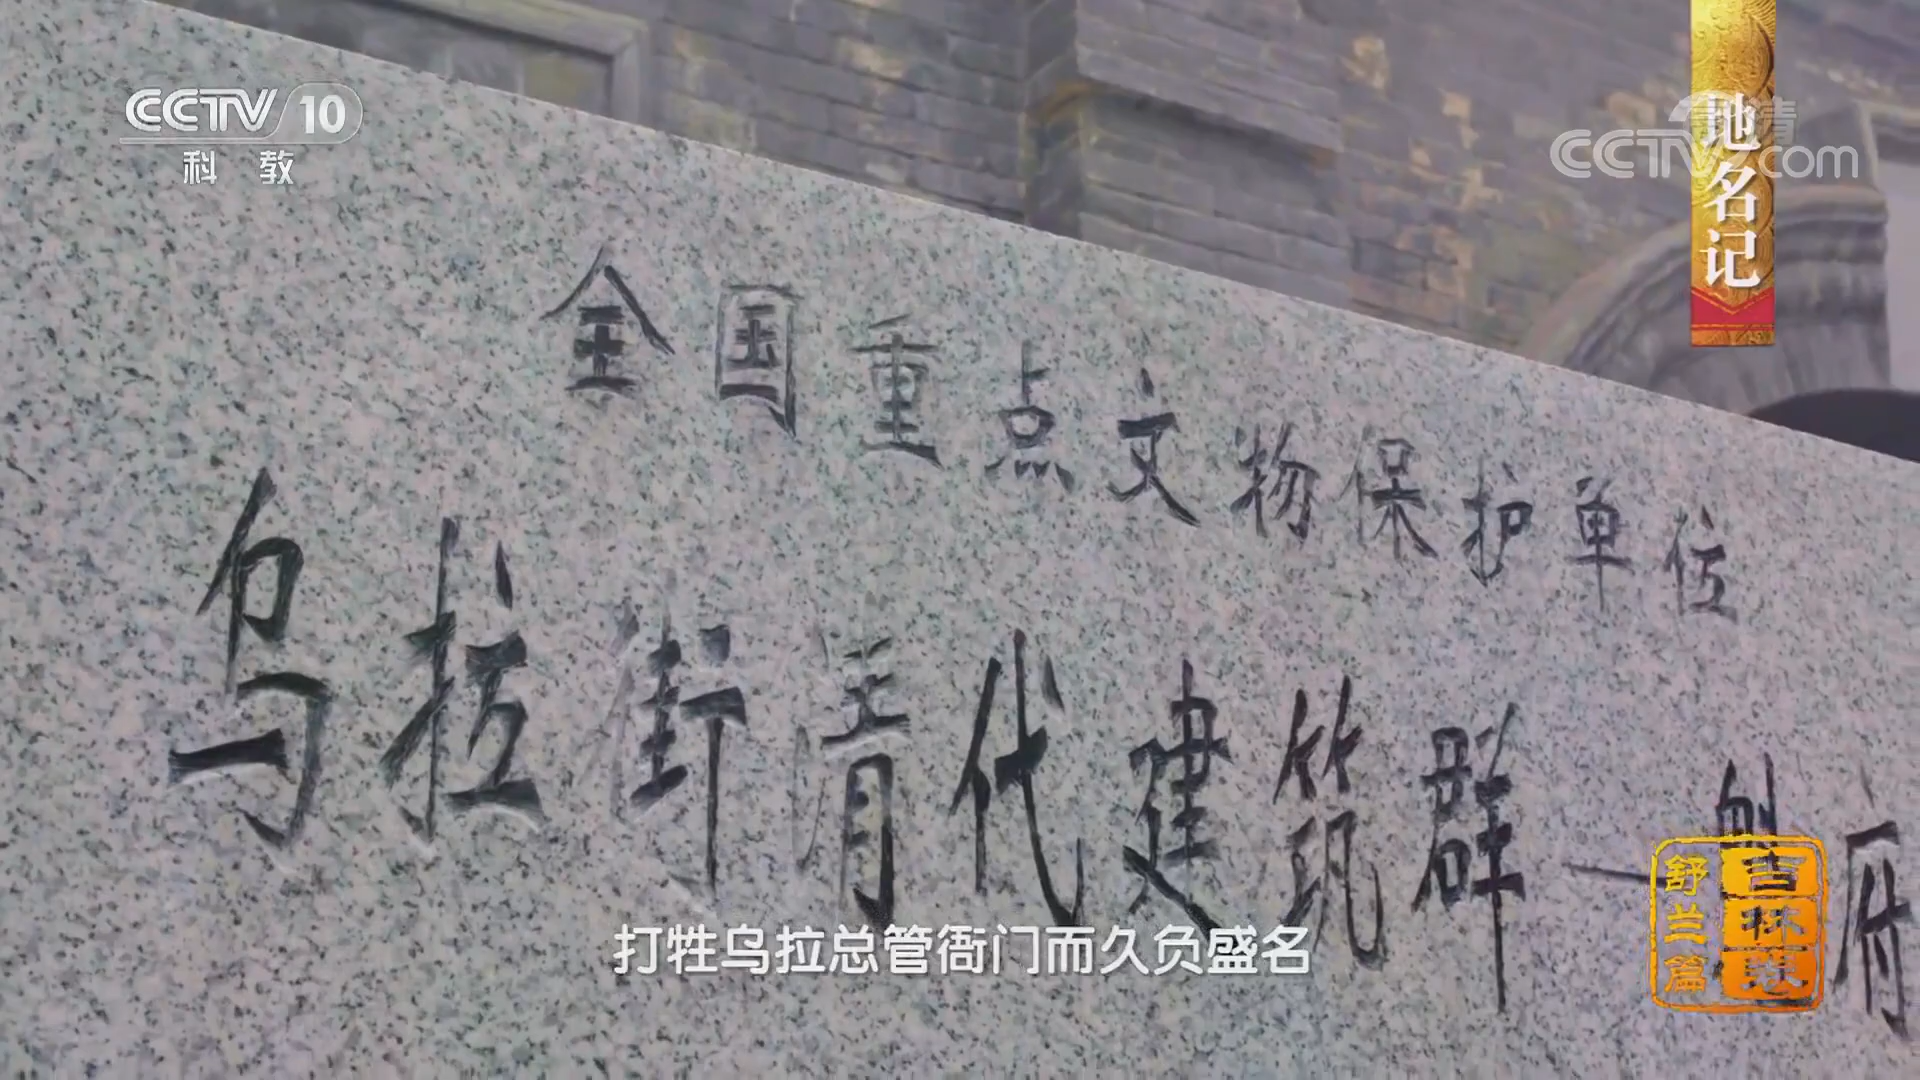 CCTV 10
科教
CCTV.com
地名记
全国重点文物保护单位
乌拉街清代建筑群—
府
打牲乌拉总管衙门而久负盛名
吉林
舒兰篇